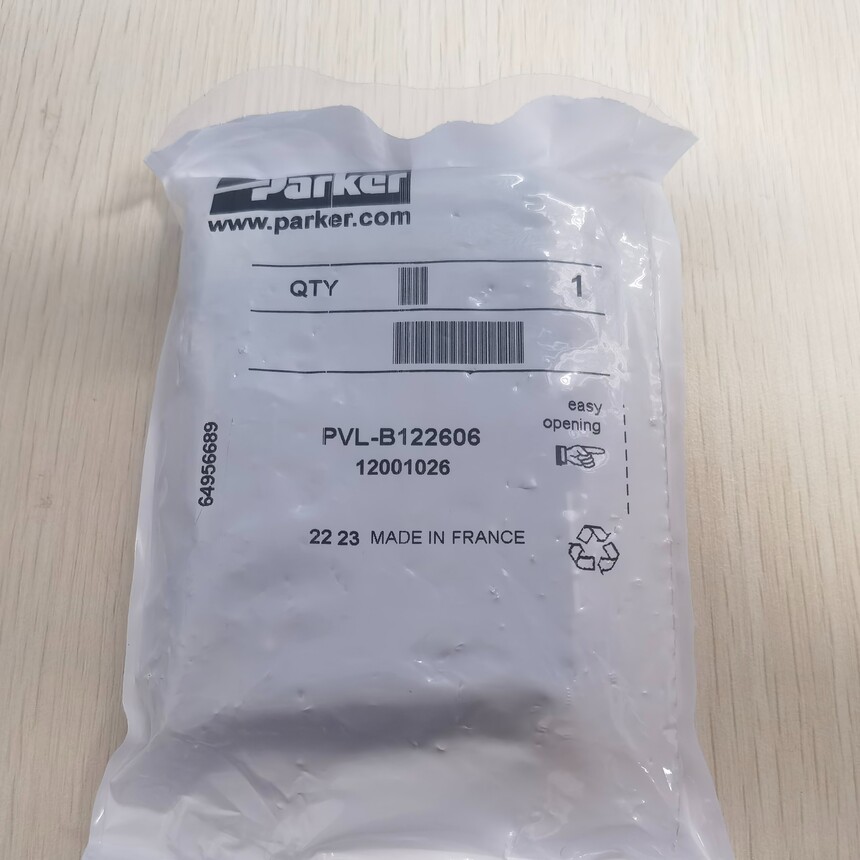 Parker
www.parker.com
QTY 1
easy
opening
PVL-B122606
12001026
64956689
22 23 MADE IN FRANCE